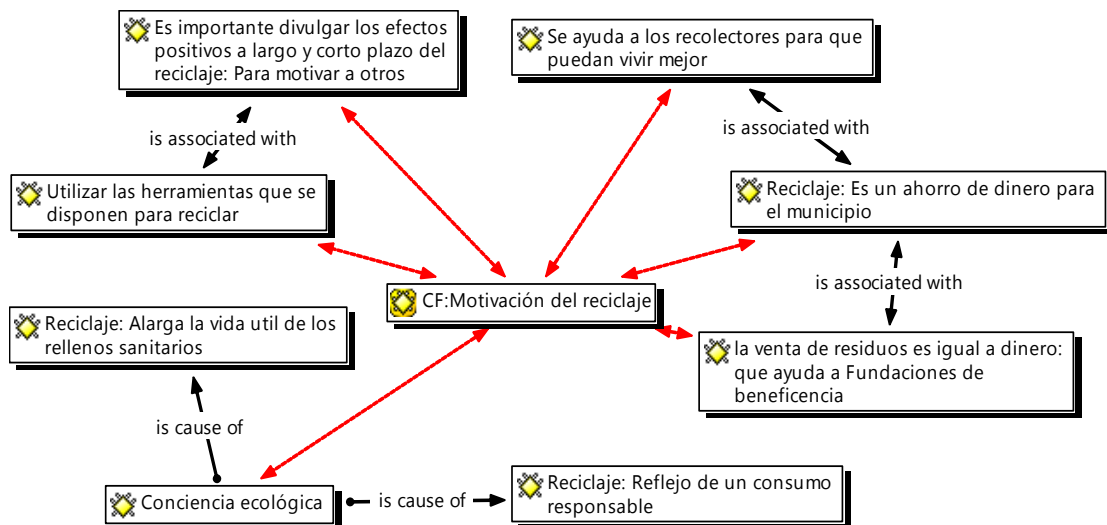 Es importante divulgar los efectos
positivos a largo y corto plazo del
reciclaje: Para motivar a otros
Se ayuda a los recolectores para que
puedan vivir mejor
is associated with
is associated with
Utilizar las herramientas que se
disponen para reciclar
Reciclaje: Es un ahorro de dinero para
el municipio
is associated with
CF:Motivación del reciclaje
Reciclaje: Alarga la vida util de los
rellenos sanitarios
la venta de residuos es igual a dinero:
que ayuda a Fundaciones de
beneficencia
is cause of
Conciencia ecológica
is cause of
Reciclaje: Reflejo de un consumo
responsable